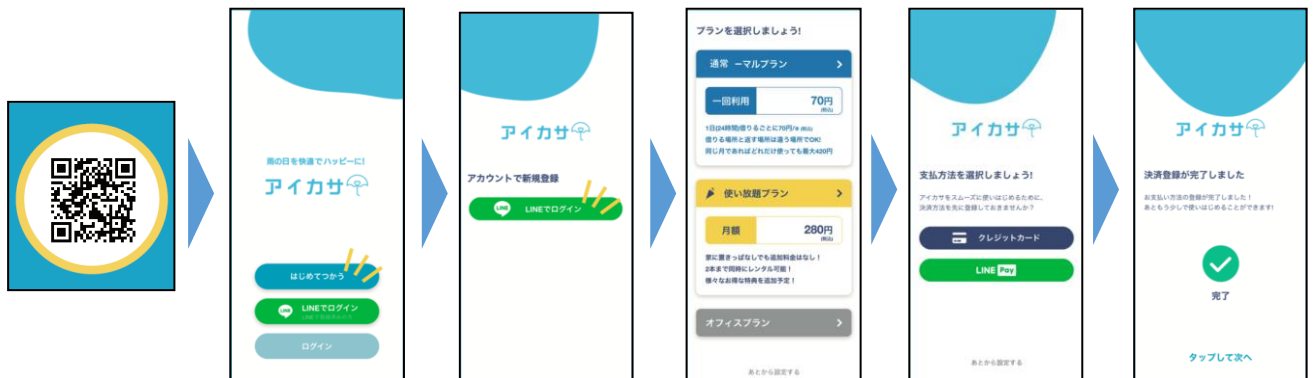 雨の日を快適でハッピーに!
アイカサ
はじめてつかう
LINE
LINEでログイン
ログイン
アイカサ
アカウントで新規登録
LINE
LINEでログイン
プランを選択しましょう!
通常 ーマルプラン
一回利用 70円
(税込)
1日(24時間)借りるごとに70円/本 (税込)
借りる場所と返す場所は違う場所でOK!
同じ月であればどれだけ使っても最大420円
使い放題プラン
月額 280円
(税込)
家に置きっぱなしでも追加料金はなし!
2本まで同時にレンタル可能!
様々なお得な特典を追加予定!
オフィスプラン
あとから設定する
アイカサ
支払方法を選択しましょう!
アイカサをスムーズに使いはじめるために、
決済方法を先に登録しておきませんか?
クレジットカード
LINE Pay
あとから設定する
アイカサ
決済登録が完了しました
お支払い方法の登録が完了しました!
あともう少しで使いはじめることができます!
完了
タップして次へ